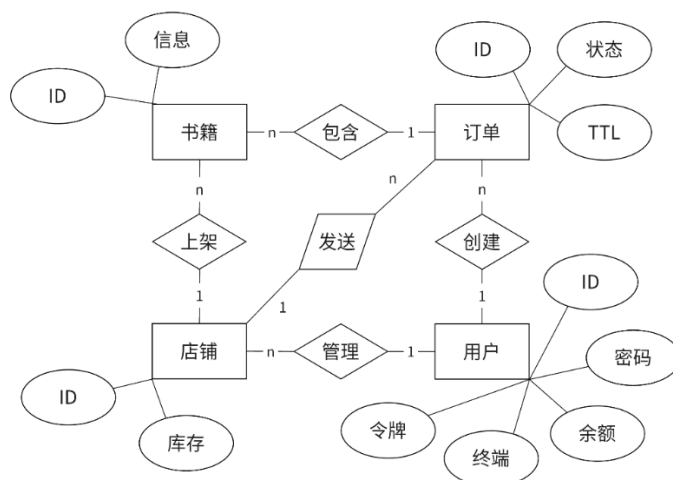 信息
ID
状态
ID
书籍
n
包含
1
订单
TTL
n
n
n
上架
发送
创建
ID
1
1
1
店铺
n
管理
1
用户
密码
ID
库存
令牌
终端
余额